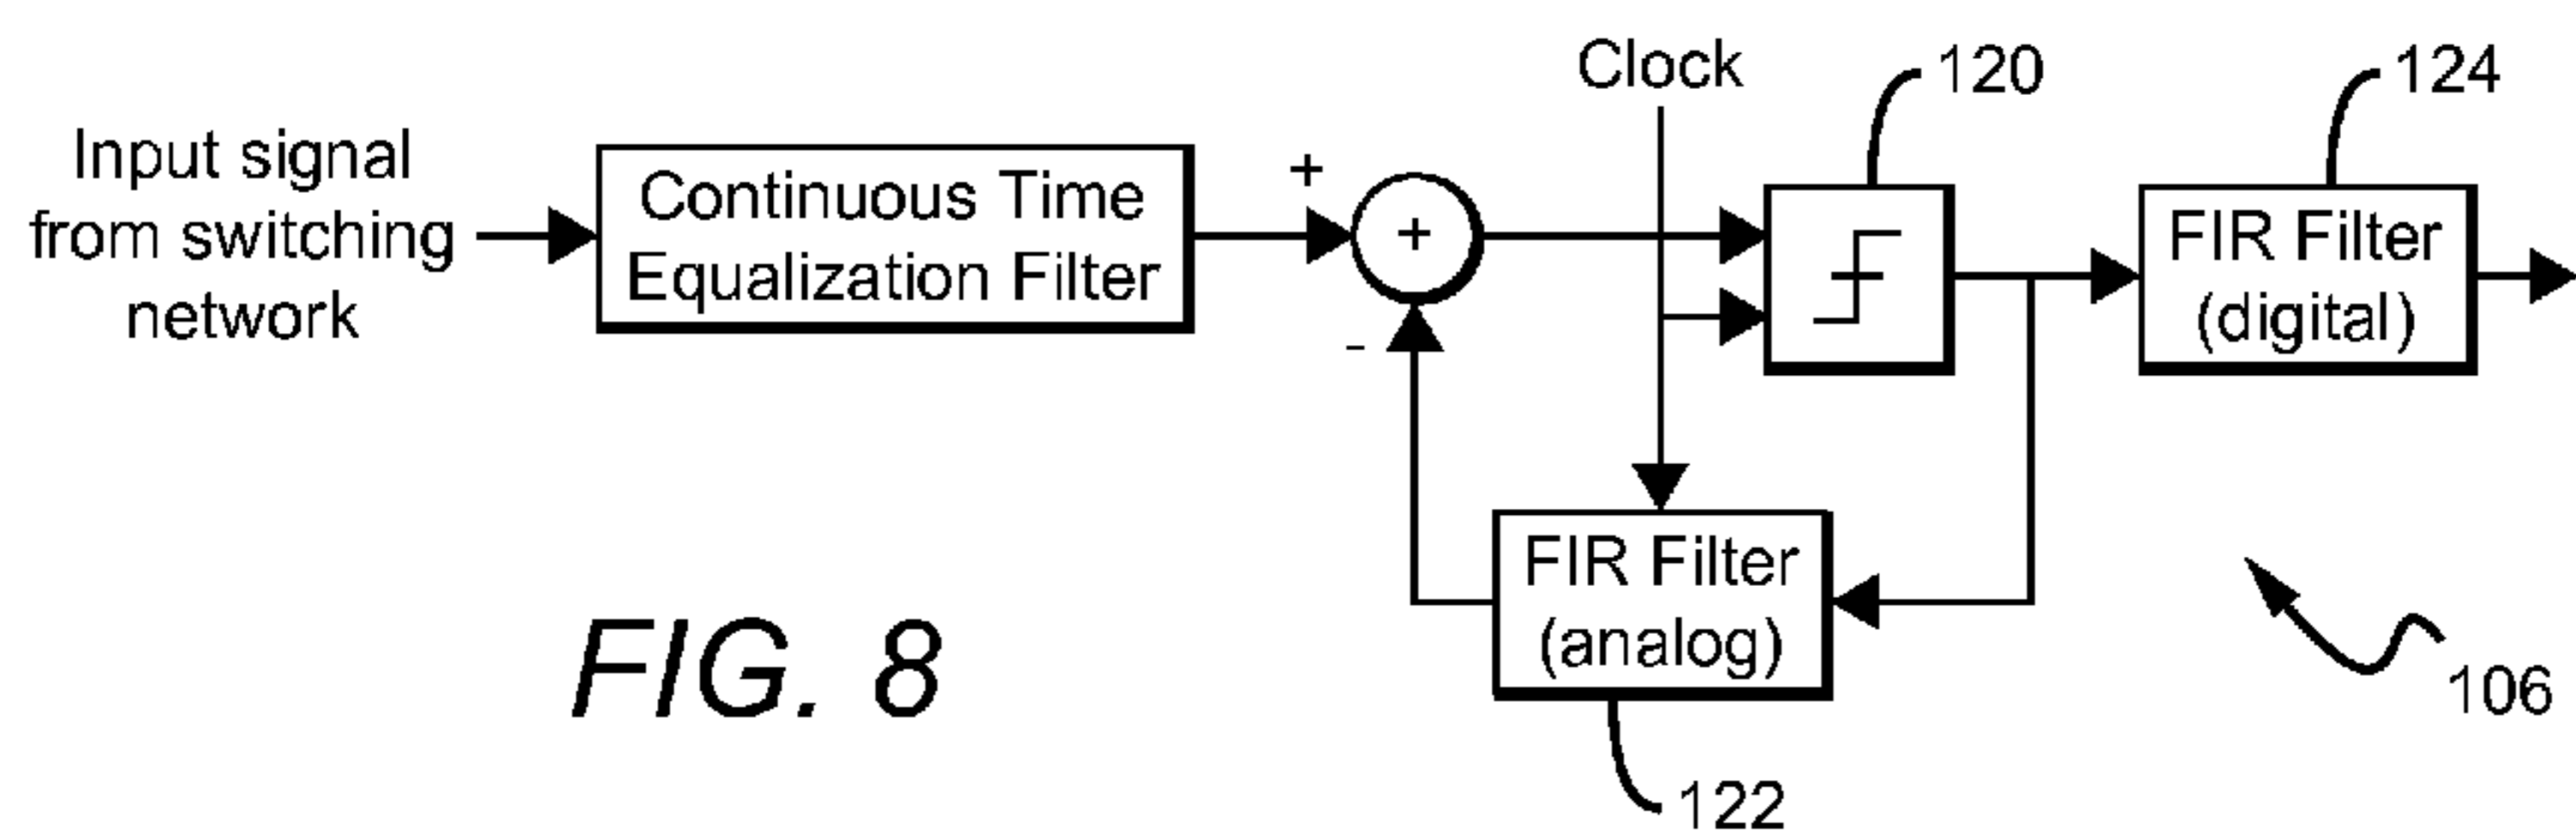 Clock
120
124
Input signal
from switching
network
Continuous Time
Equalization Filter
+
+
-
FIR Filter
(digital)
FIR Filter
(analog)
122
106
FIG. 8